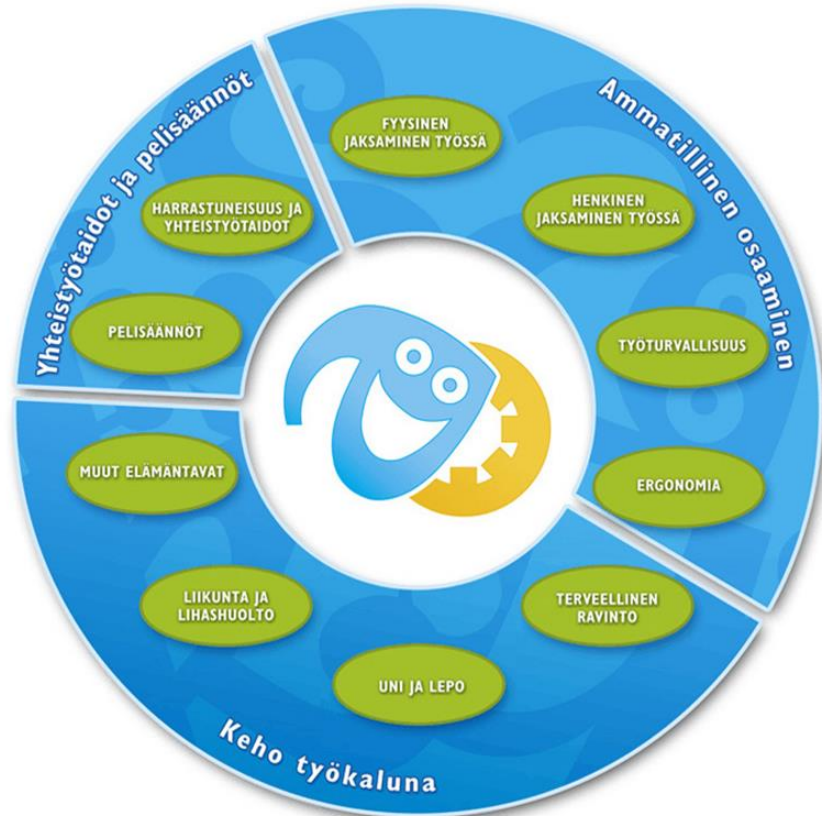 Yhteistyötaidot ja pelisäännöt
HARRASTUNEISUUS JA
YHTEISTYÖTAIDOT
PELISÄÄNNÖT
Ammatillinen osaaminen
FYYSINEN
JAKSAMINEN TYÖSSÄ
HENKINEN
JAKSAMINEN TYÖSSÄ
TYÖTURVALLISUUS
ERGONOMIA
MUUT ELÄMÄNTAVAT
LIIKUNTA JA
LIHASHUOLTO
UNI JA LEPO
TERVEELLINEN
RAVINTO
Keho työkaluna